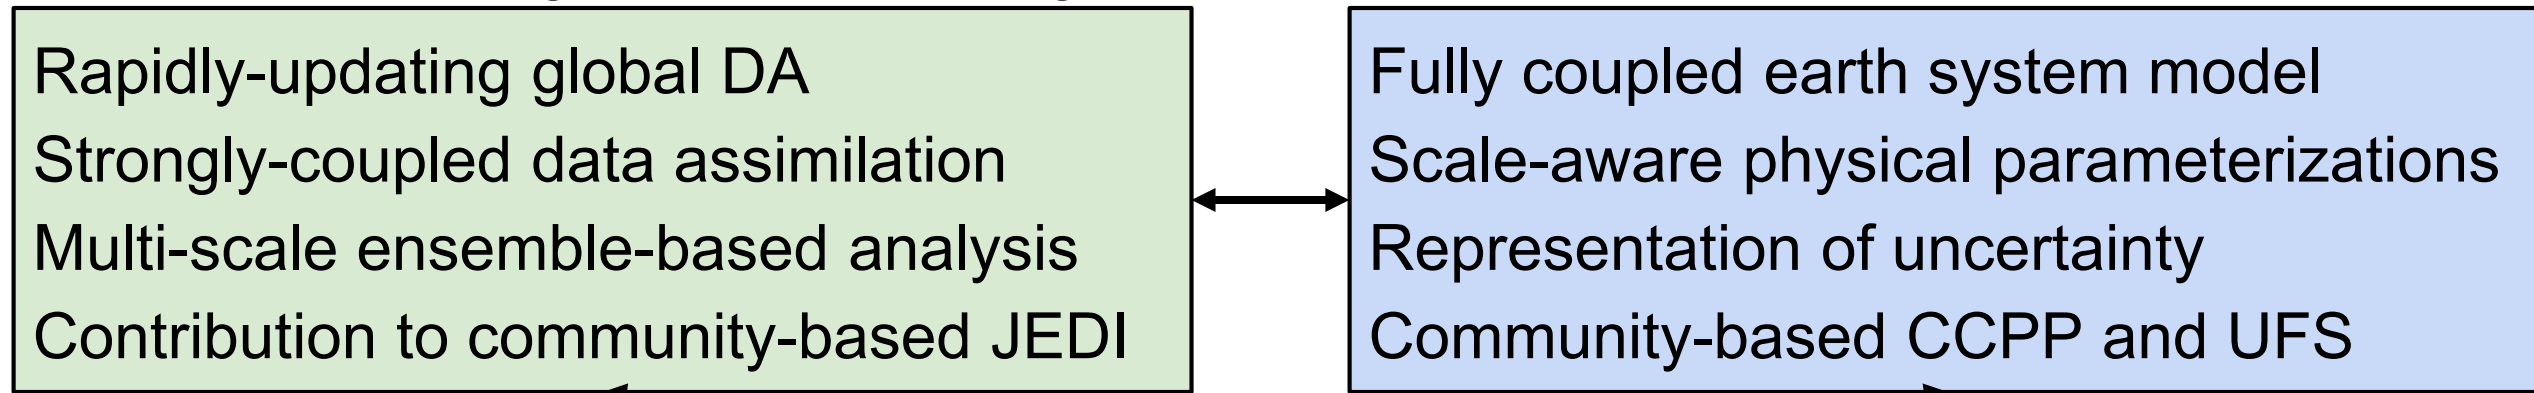 Rapidly-updating global DA
Strongly-coupled data assimilation
Multi-scale ensemble-based analysis
Contribution to community-based JEDI
Fully coupled earth system model
Scale-aware physical parameterizations
Representation of uncertainty
Community-based CCPP and UFS